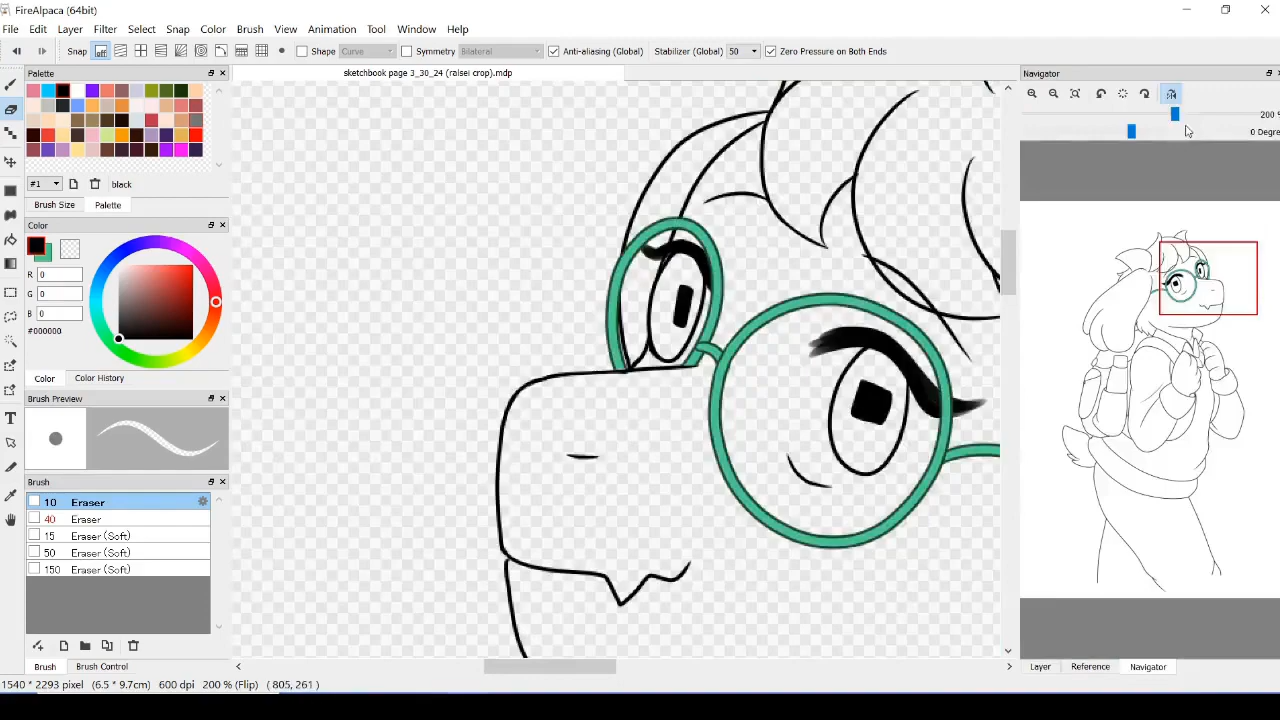 FireAlpaca (64bit)
File Edit Layer Filter Select Snap Color Brush View Animation Tool Window Help
Snap off Shape Curve Symmetry Bilateral Anti-aliasing (Global) Stabilizer (Global) 50 Zero Pressure on Both Ends
Palette
sketchbook page 3_30_24 (ralsei crop).mdp
Navigator
200 %
0 Degree
#1 black
Brush Size Palette
Color
R 0
G 0
B 0
#000000
Color Color History
Brush Preview
Brush
10 Eraser
40 Eraser
15 Eraser (Soft)
50 Eraser (Soft)
150 Eraser (Soft)
Brush Brush Control
Layer Reference Navigator
1540 * 2293 pixel (6.5 * 9.7cm) 600 dpi 200 % (Flip) ( 805, 261 )